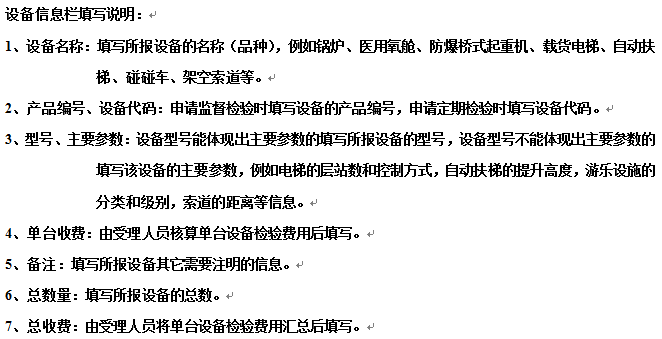 设备信息栏填写说明：
1、设备名称：填写所报设备的名称（品种），例如锅炉、医用氧舱、防爆桥式起重机、载货电梯、自动扶
梯、碰碰车、架空索道等。
2、产品编号、设备代码：申请监督检验时填写设备的产品编号，申请定期检验时填写设备代码。
3、型号、主要参数：设备型号能体现出主要参数的填写所报设备的型号，设备型号不能体现出主要参数的
填写该设备的主要参数，例如电梯的层站数和控制方式，自动扶梯的提升高度，游乐设施的
分类和级别，索道的距离等信息。
4、单台收费：由受理人员核算单台设备检验费用后填写。
5、备注：填写所报设备其它需要注明的信息。
6、总数量：填写所报设备的总数。
7、总收费：由受理人员将单台设备检验费用汇总后填写。